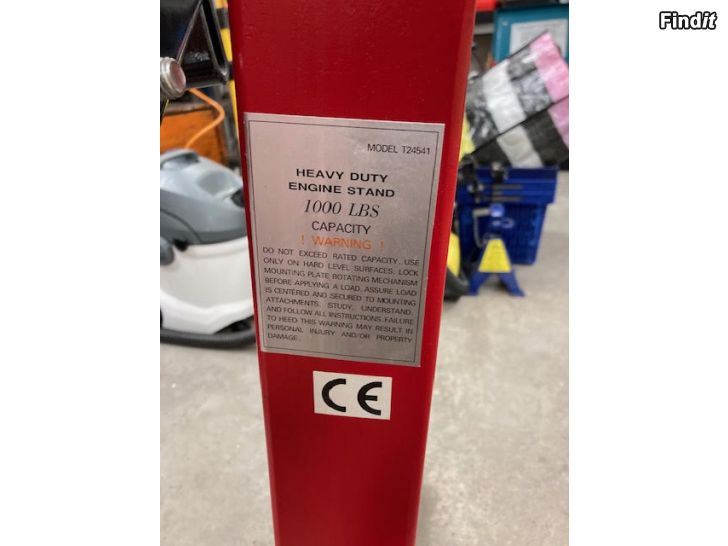 Findit
MODEL T24541
HEAVY DUTY
ENGINE STAND
1000 LBS
CAPACITY
! WARNING !
DO NOT EXCEED RATED CAPACITY. USE
ONLY ON HARD LEVEL SURFACES. LOCK
MOUNTING PLATE ROTATING MECHANISM
BEFORE APPLYING A LOAD. ASSURE LOAD
IS CENTERED AND SECURED TO MOUNTING
ATTACHMENTS. STUDY, UNDERSTAND,
AND FOLLOW ALL INSTRUCTIONS. FAILURE
TO HEED THIS WARNING MAY RESULT IN
PERSONAL INJURY AND/OR PROPERTY
DAMAGE.
CE